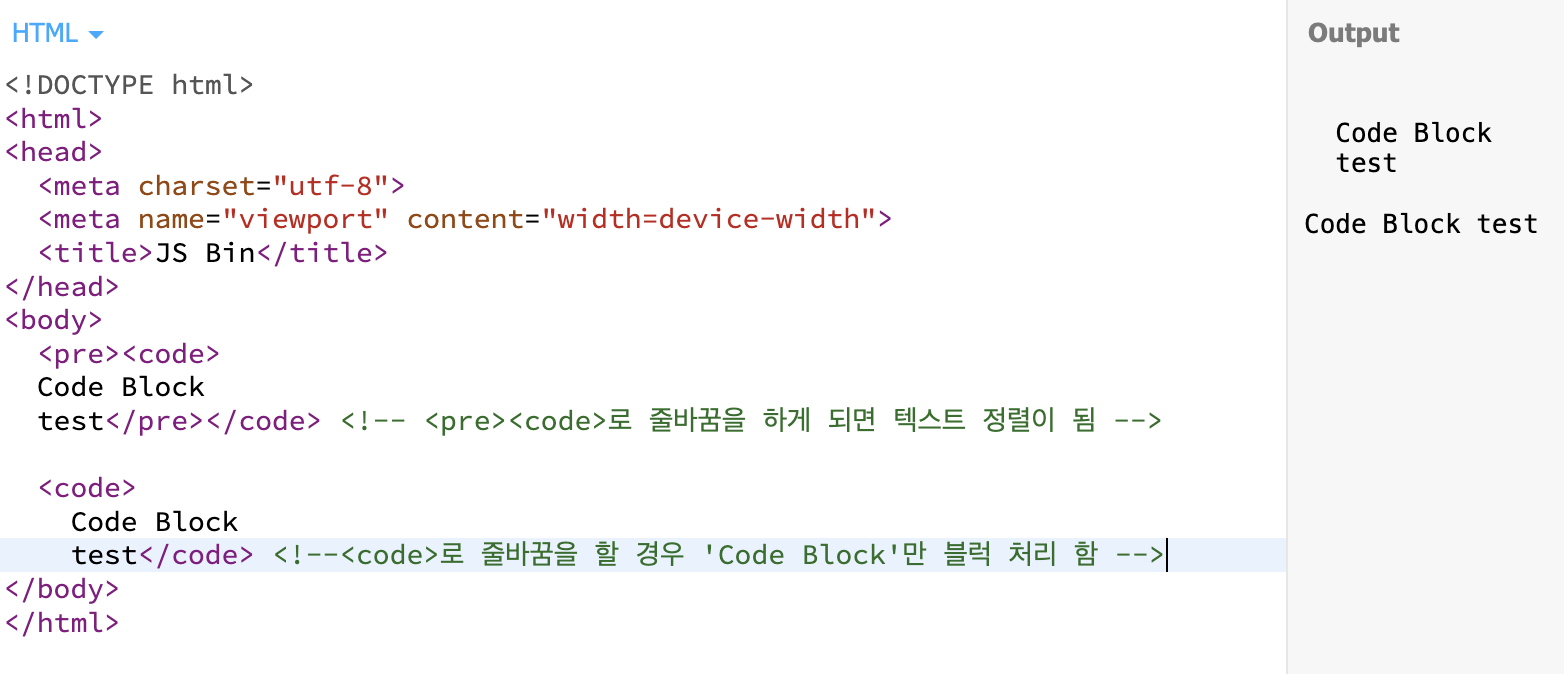 HTML
<!DOCTYPE html>
<html>
<head>
  <meta charset="utf-8">
  <meta name="viewport" content="width=device-width">
  <title>JS Bin</title>
</head>
<body>
  <pre><code>
  Code Block
  test</pre></code> <!-- <pre><code>로 줄바꿈을 하게 되면 텍스트 정렬이 됨 -->

  <code>
    Code Block
    test</code> <!--<code>로 줄바꿈을 할 경우 'Code Block'만 블럭 처리 함 -->
</body>
</html>
Output
Code Block
test
Code Block test